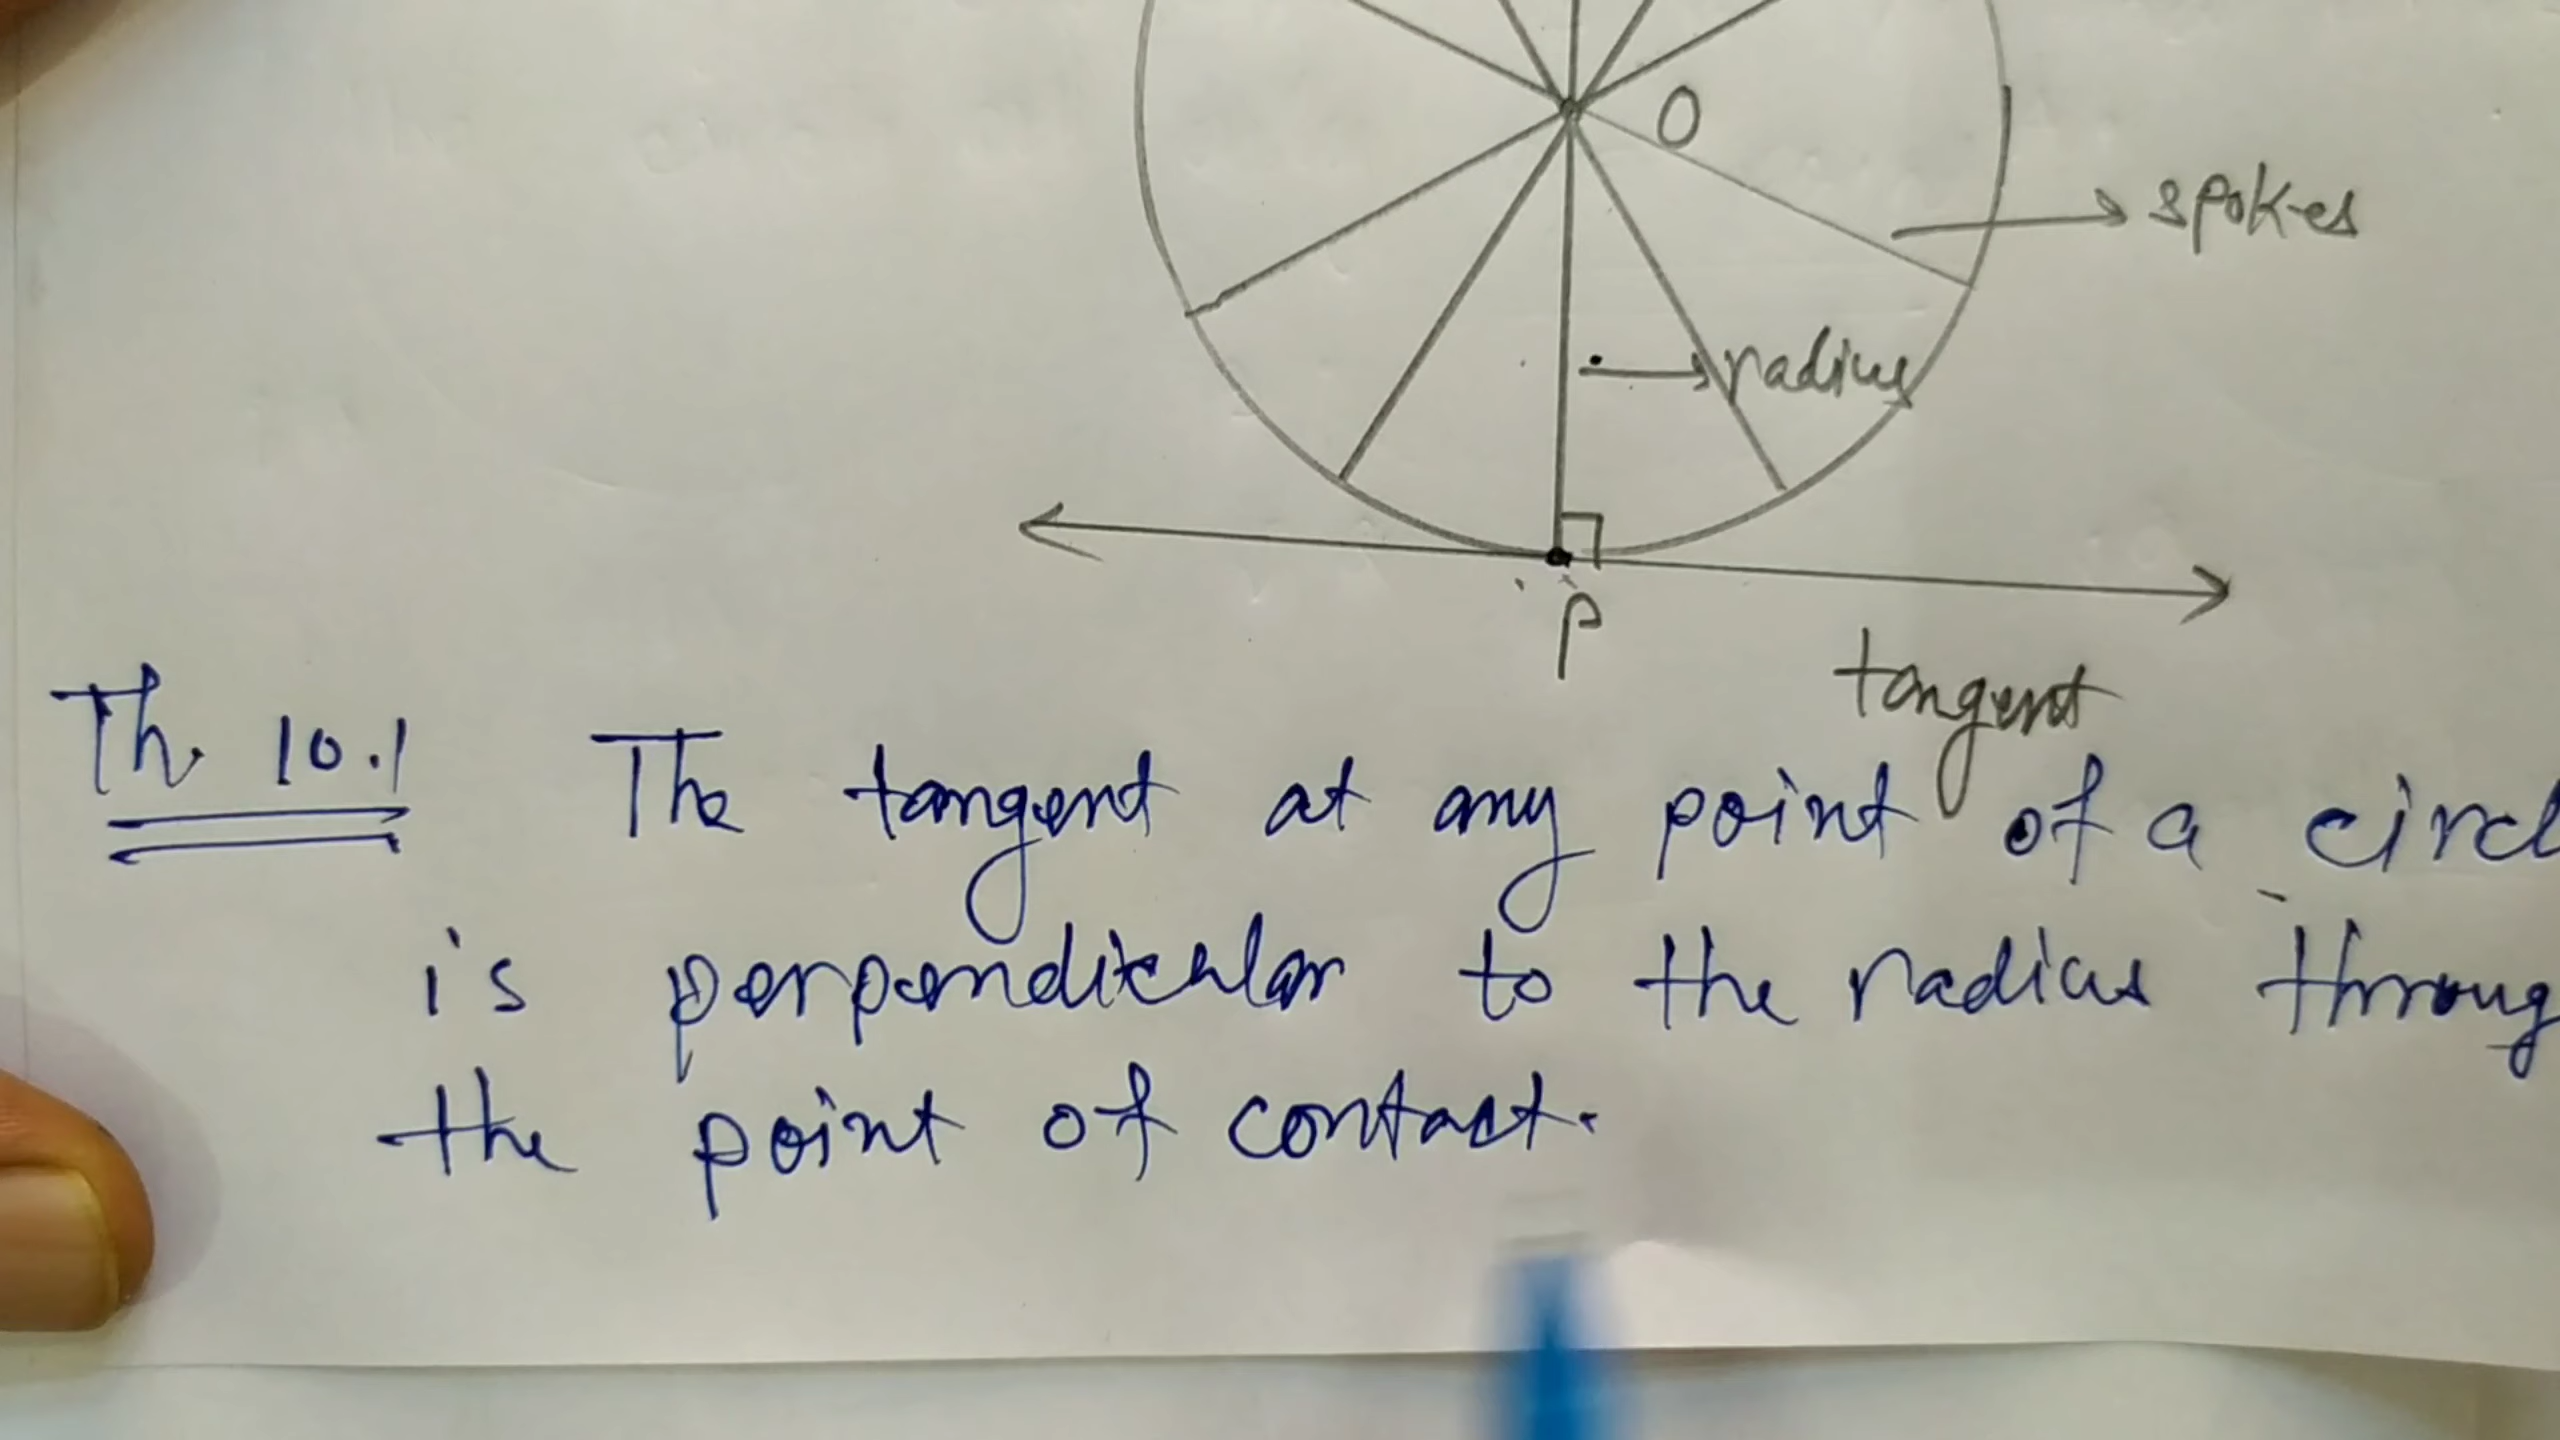 O
spokes
radius
P
tangent
Th. 10.1 The tangent at any point of a circl
is perpendicular to the radius throug
the point of contact.